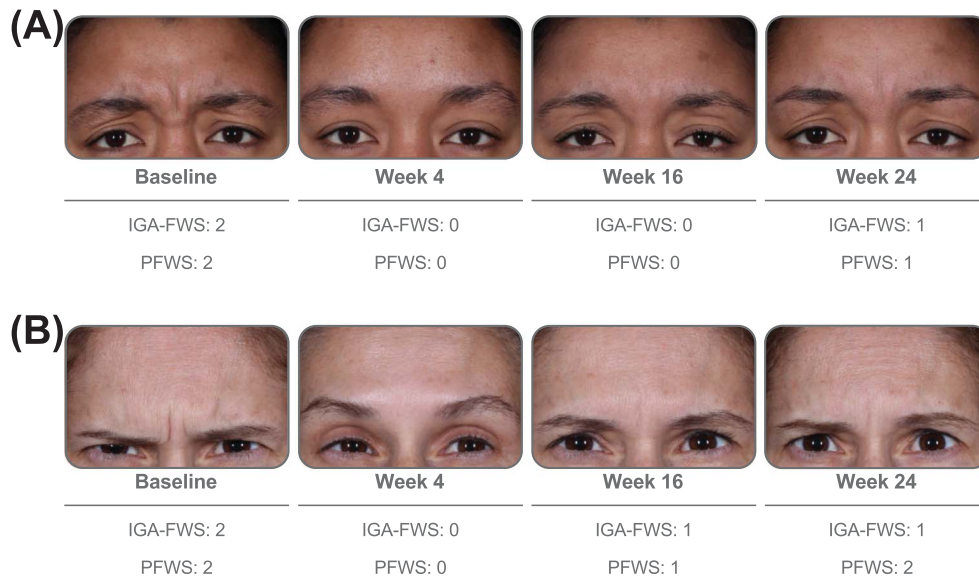 (A)
Baseline Week 4 Week 16 Week 24
IGA-FWS: 2 IGA-FWS: 0 IGA-FWS: 0 IGA-FWS: 1
PFWS: 2 PFWS: 0 PFWS: 0 PFWS: 1
(B)
Baseline Week 4 Week 16 Week 24
IGA-FWS: 2 IGA-FWS: 0 IGA-FWS: 1 IGA-FWS: 1
PFWS: 2 PFWS: 0 PFWS: 1 PFWS: 2